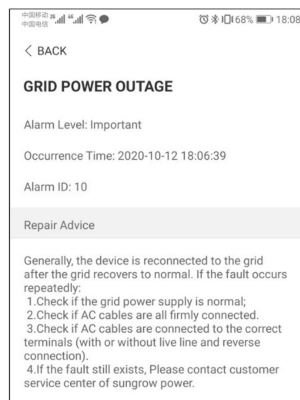 中国移动 2G 4G 68% 18:08
中国电信
< BACK
GRID POWER OUTAGE
Alarm Level: Important
Occurrence Time: 2020-10-12 18:06:39
Alarm ID: 10
Repair Advice
Generally, the device is reconnected to the grid
after the grid recovers to normal. If the fault occurs
repeatedly:
1.Check if the grid power supply is normal;
2.Check if AC cables are all firmly connected.
3.Check if AC cables are connected to the correct
terminals (with or without live line and reverse
connection).
4.If the fault still exists, Please contact customer
service center of sungrow power.